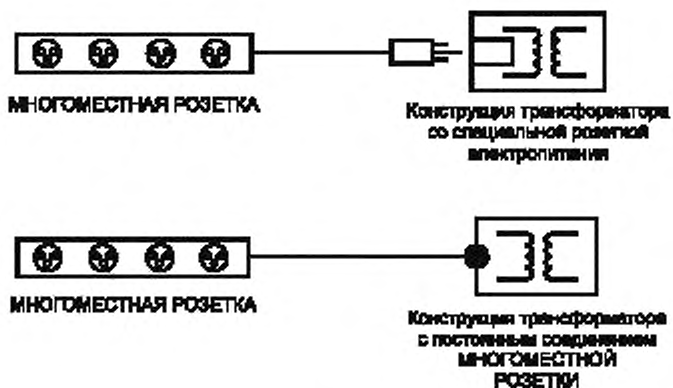 МНОГОМЕСТНАЯ РОЗЕТКА
Конструкция трансформатора
со специальной розеткой
электропитания
МНОГОМЕСТНАЯ РОЗЕТКА
Конструкция трансформатора
с постоянным соединением
МНОГОМЕСТНОЙ
РОЗЕТКИ